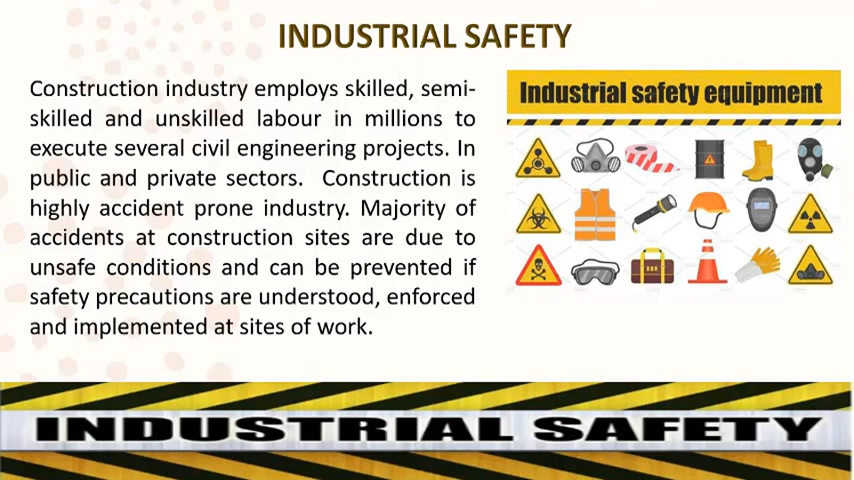 INDUSTRIAL SAFETY
Construction industry employs skilled, semi-
skilled and unskilled labour in millions to
execute several civil engineering projects. In
public and private sectors. Construction is
highly accident prone industry. Majority of
accidents at construction sites are due to
unsafe conditions and can be prevented if
safety precautions are understood, enforced
and implemented at sites of work.
Industrial safety equipment
INDUSTRIAL SAFETY